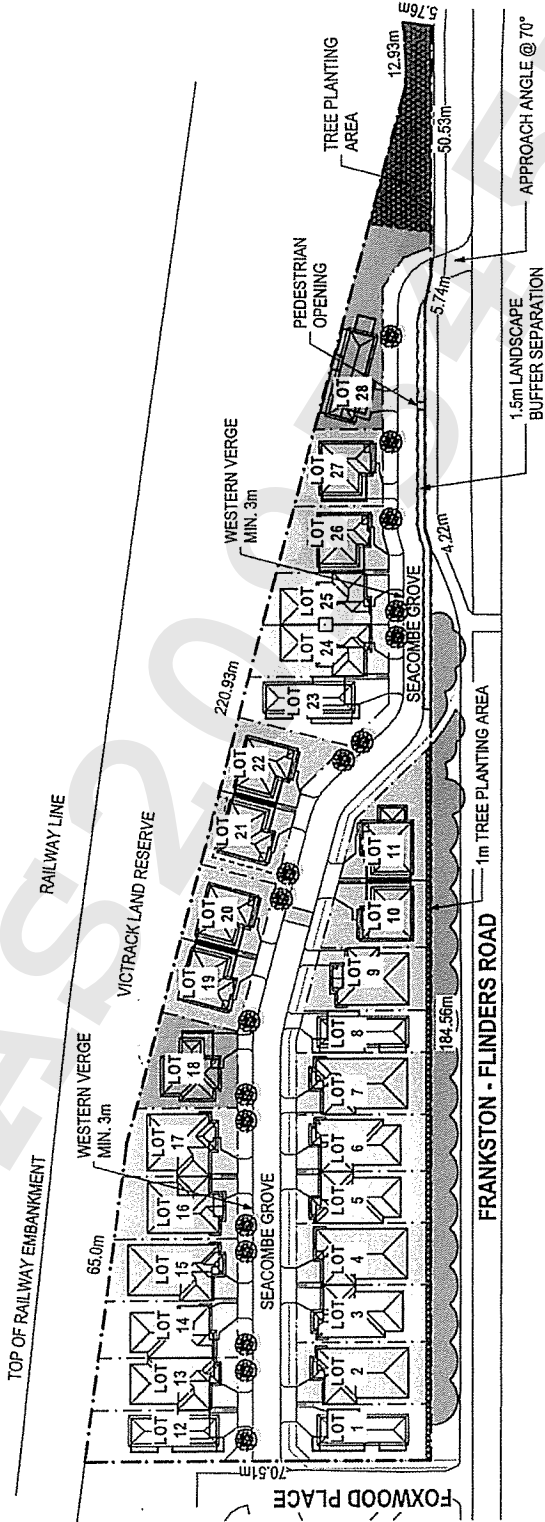 TOP OF RAILWAY EMBANKMENT
RAILWAY LINE
VICTRACK LAND RESERVE
65.0m
220.93m
12.93m
5.76m
WESTERN VERGE
MIN. 3m
WESTERN VERGE
MIN. 3m
PEDESTRIAN
OPENING
TREE PLANTING
AREA
LOT
12
LOT
13
LOT
14
LOT
15
LOT
16
LOT
17
LOT
18
LOT
19
LOT
20
LOT
21
LOT
22
LOT
23
LOT
24
LOT
25
LOT
26
LOT
27
LOT
28
SEACOMBE GROVE
SEACOMBE GROVE
LOT
1
LOT
2
LOT
3
LOT
4
LOT
5
LOT
6
LOT
7
LOT
8
LOT
9
LOT
10
LOT
11
70.51m
FOXWOOD PLACE
184.56m
4.22m
5.74m
50.53m
1m TREE PLANTING AREA
1.5m LANDSCAPE
BUFFER SEPARATION
APPROACH ANGLE @ 70°
FRANKSTON - FLINDERS ROAD